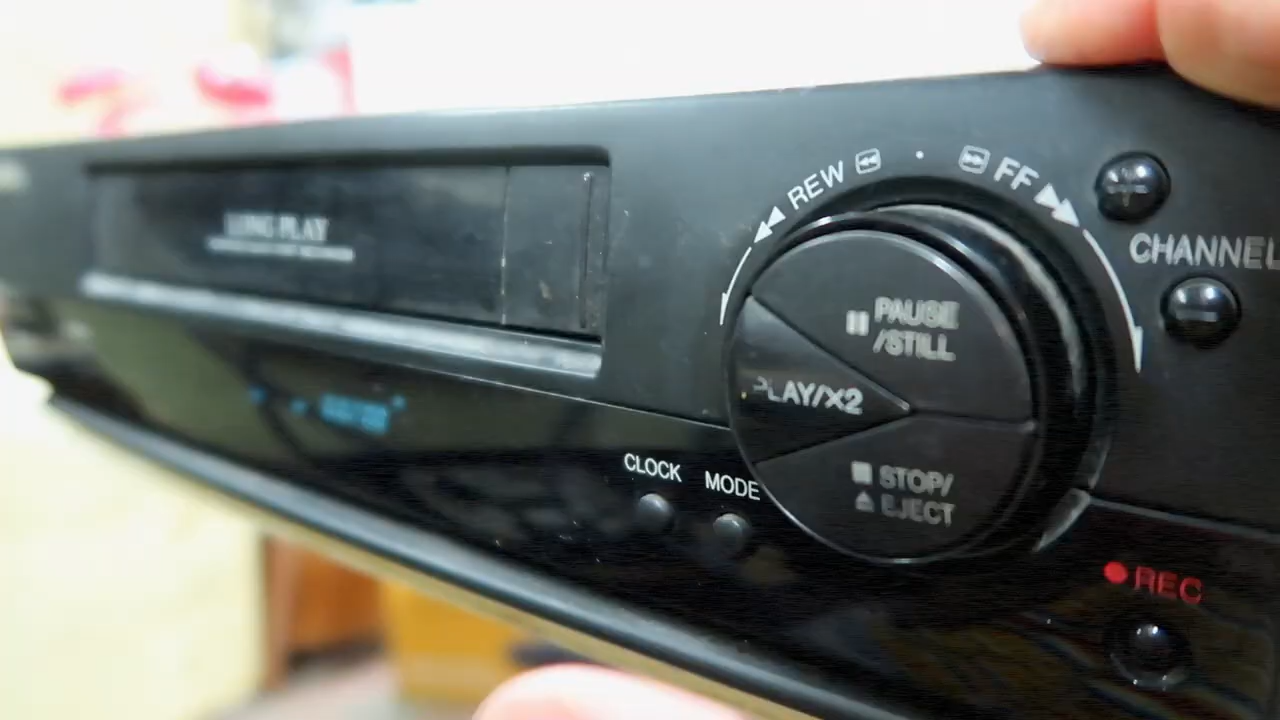 LONG PLAY
REW
FF
CHANNEL
PAUSE
/STILL
PLAY/X2
STOP/
EJECT
CLOCK
MODE
REC